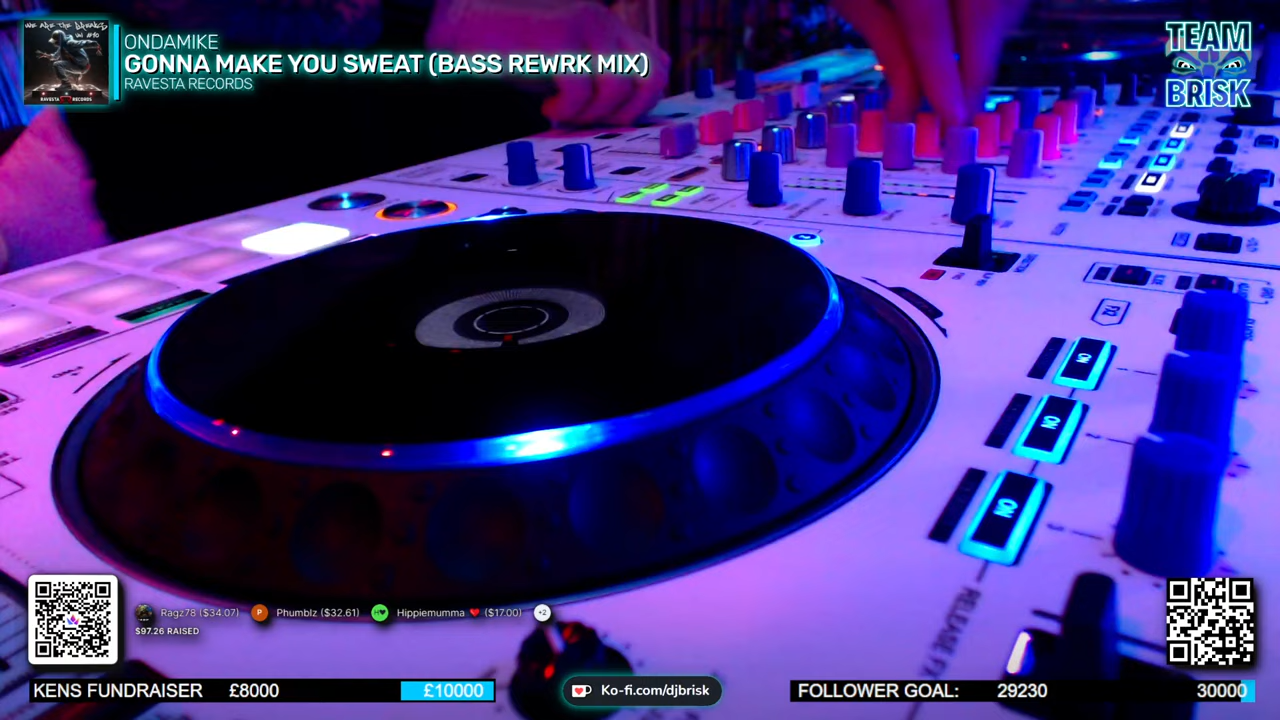 ONDAMIKE
GONNA MAKE YOU SWEAT (BASS REWRK MIX)
RAVESTA RECORDS
TEAM
BRISK
ON
ON
ON
RELEASE FX
Ragz78 ($34.07) P Phumblz ($32.61) H♥ Hippiemumma ❤️ ($17.00) +2
$97.26 RAISED
KENS FUNDRAISER £8000 £10000
Ko-fi.com/djbrisk
FOLLOWER GOAL: 29230 30000